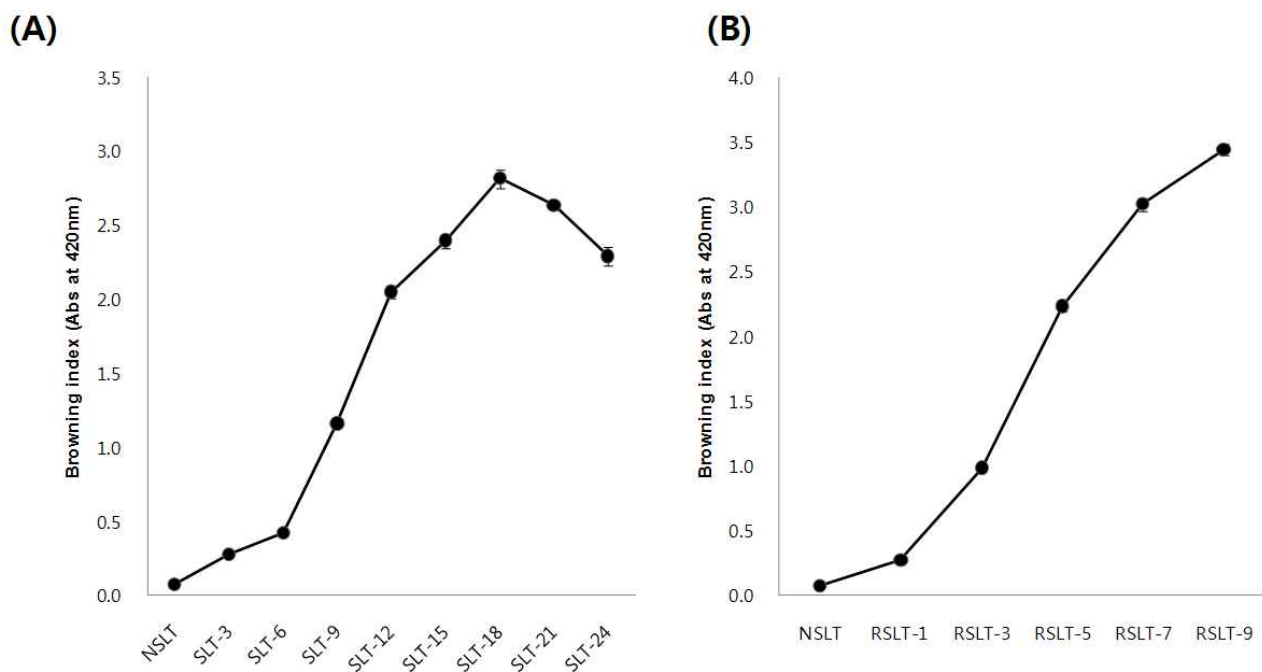 (A)
Browning index (Abs at 420nm)
3.5
3.0
2.5
2.0
1.5
1.0
0.5
0.0
NSLT
SLT-3
SLT-6
SLT-9
SLT-12
SLT-15
SLT-18
SLT-21
SLT-24
(B)
Browning index (Abs at 420nm)
4.0
3.5
3.0
2.5
2.0
1.5
1.0
0.5
0.0
NSLT RSLT-1 RSLT-3 RSLT-5 RSLT-7 RSLT-9